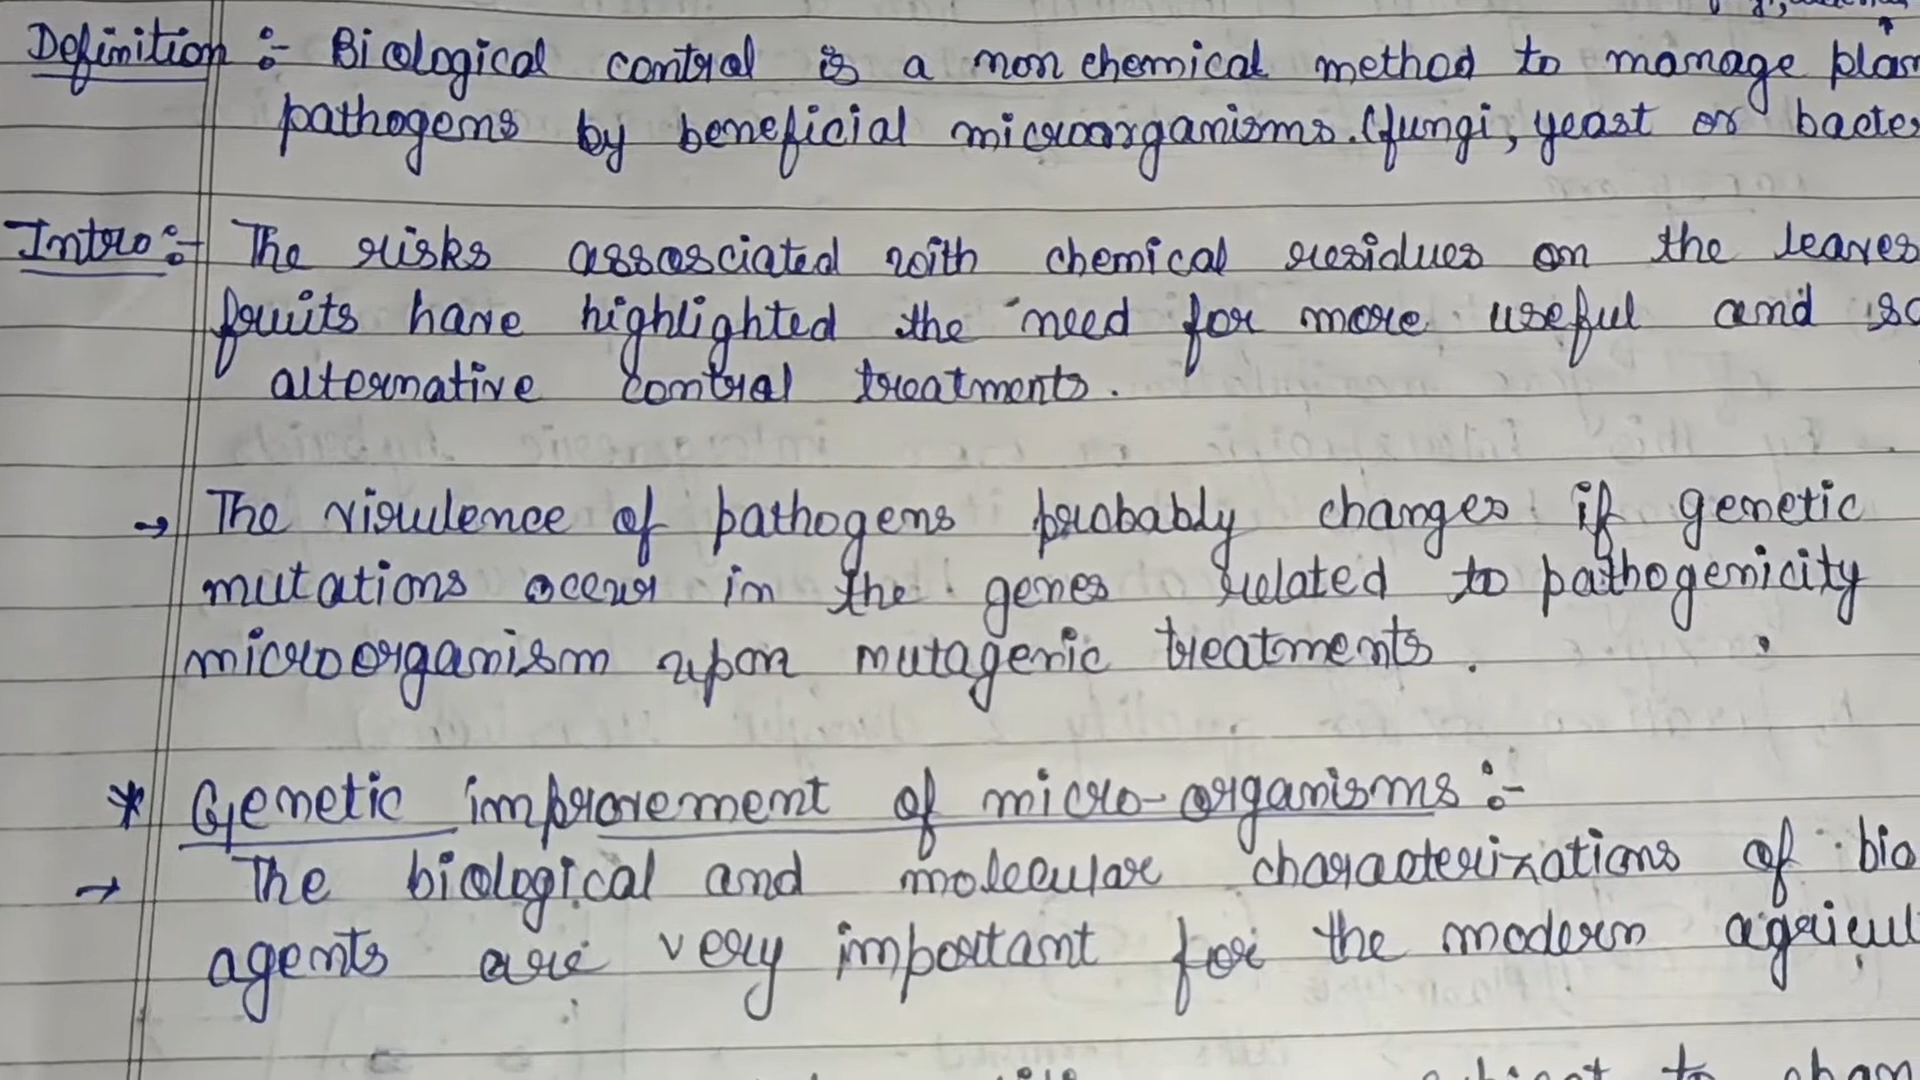 Definition :- Biological control is a non chemical method to manage plan
pathogens by beneficial microorganisms. (fungi, yeast or bacte
Intro :- The risks assosciated with chemical residues on the leaves
fruits have highlighted the need for more useful and sa
alternative control treatments.
→ The virulence of pathogens probably changes if genetic
mutations occur in the genes related to pathogenicity
microorganism upon mutagenic treatments.
* Genetic improvement of micro-organisms :-
→ The biological and molecular characterizations of bio
agents are very important for the modern agricul